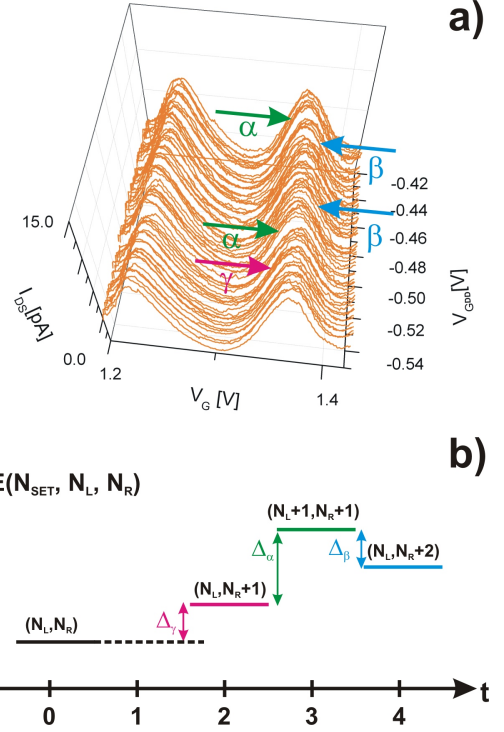 a)
α
β
α
β
γ
15.0
I_DS[pA]
0.0
1.2
V_G [V]
1.4
-0.42
-0.44
-0.46
-0.48
-0.50
-0.52
-0.54
V_GDD[V]
b)
E(N_SET, N_L, N_R)
(N_L+1,N_R+1)
Δ_α
Δ_β
(N_L,N_R+2)
(N_L,N_R+1)
(N_L,N_R)
Δ_γ
t
0 1 2 3 4